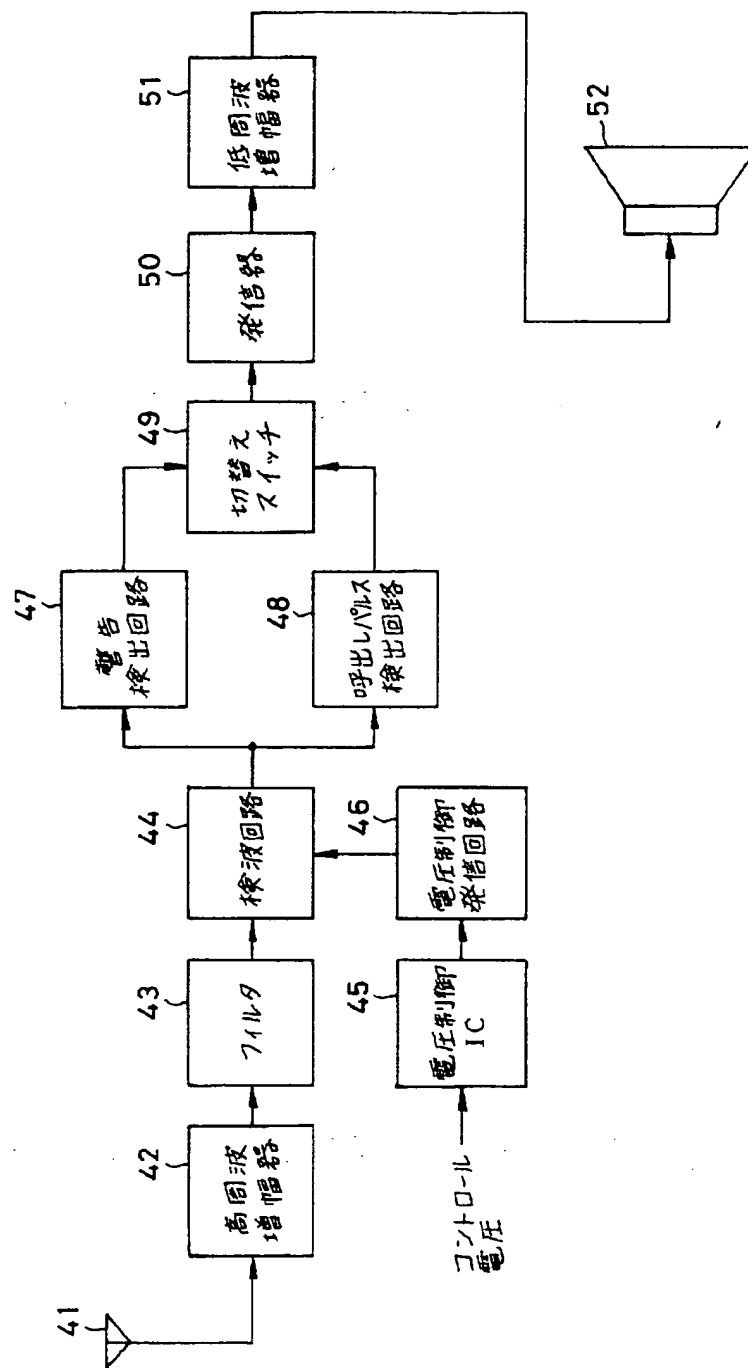 41
42
高周波
増幅器
43
フィルタ
44
検波回路
コントロール
電圧
45
電圧制御
IC
46
電圧制御
発信回路
47
警告
検出回路
48
呼出しパルス
検出回路
49
切替え
スイッチ
50
発信器
51
低周波
増幅器
52